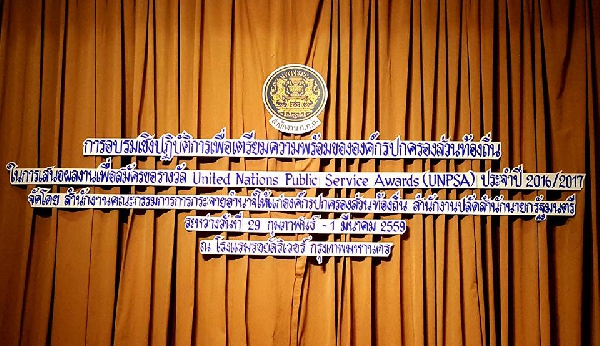 การอบรมเชิงปฏิบัติการเพื่อเตรียมความพร้อมขององค์กรปกครองส่วนท้องถิ่น
ในการเสนอผลงานเพื่อสมัครขอรางวัล United Nations Public Service Awards (UNPSA) ประจำปี 2016/2017
จัดโดย สำนักงานคณะกรรมการการกระจายอำนาจให้แก่องค์กรปกครองส่วนท้องถิ่น สำนักงานปลัดสำนักนายกรัฐมนตรี
ระหว่างวันที่ 29 กุมภาพันธ์ - 1 มีนาคม 2559
ณ โรงแรมรอยัลริเวอร์ กรุงเทพมหานคร